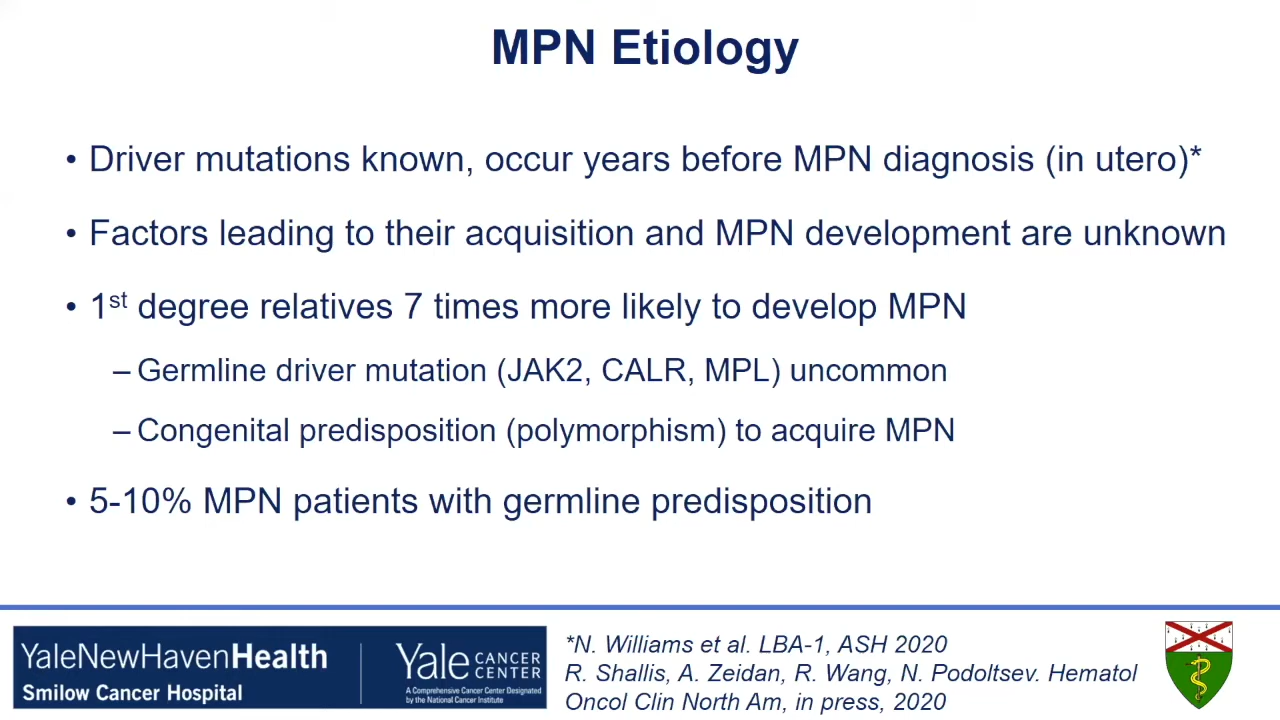 MPN Etiology
• Driver mutations known, occur years before MPN diagnosis (in utero)*
• Factors leading to their acquisition and MPN development are unknown
• 1st degree relatives 7 times more likely to develop MPN
– Germline driver mutation (JAK2, CALR, MPL) uncommon
– Congenital predisposition (polymorphism) to acquire MPN
• 5-10% MPN patients with germline predisposition
YaleNewHavenHealth
Smilow Cancer Hospital
Yale CANCER CENTER
A Comprehensive Cancer Center Designated
by the National Cancer Institute
*N. Williams et al. LBA-1, ASH 2020
R. Shallis, A. Zeidan, R. Wang, N. Podoltsev. Hematol
Oncol Clin North Am, in press, 2020